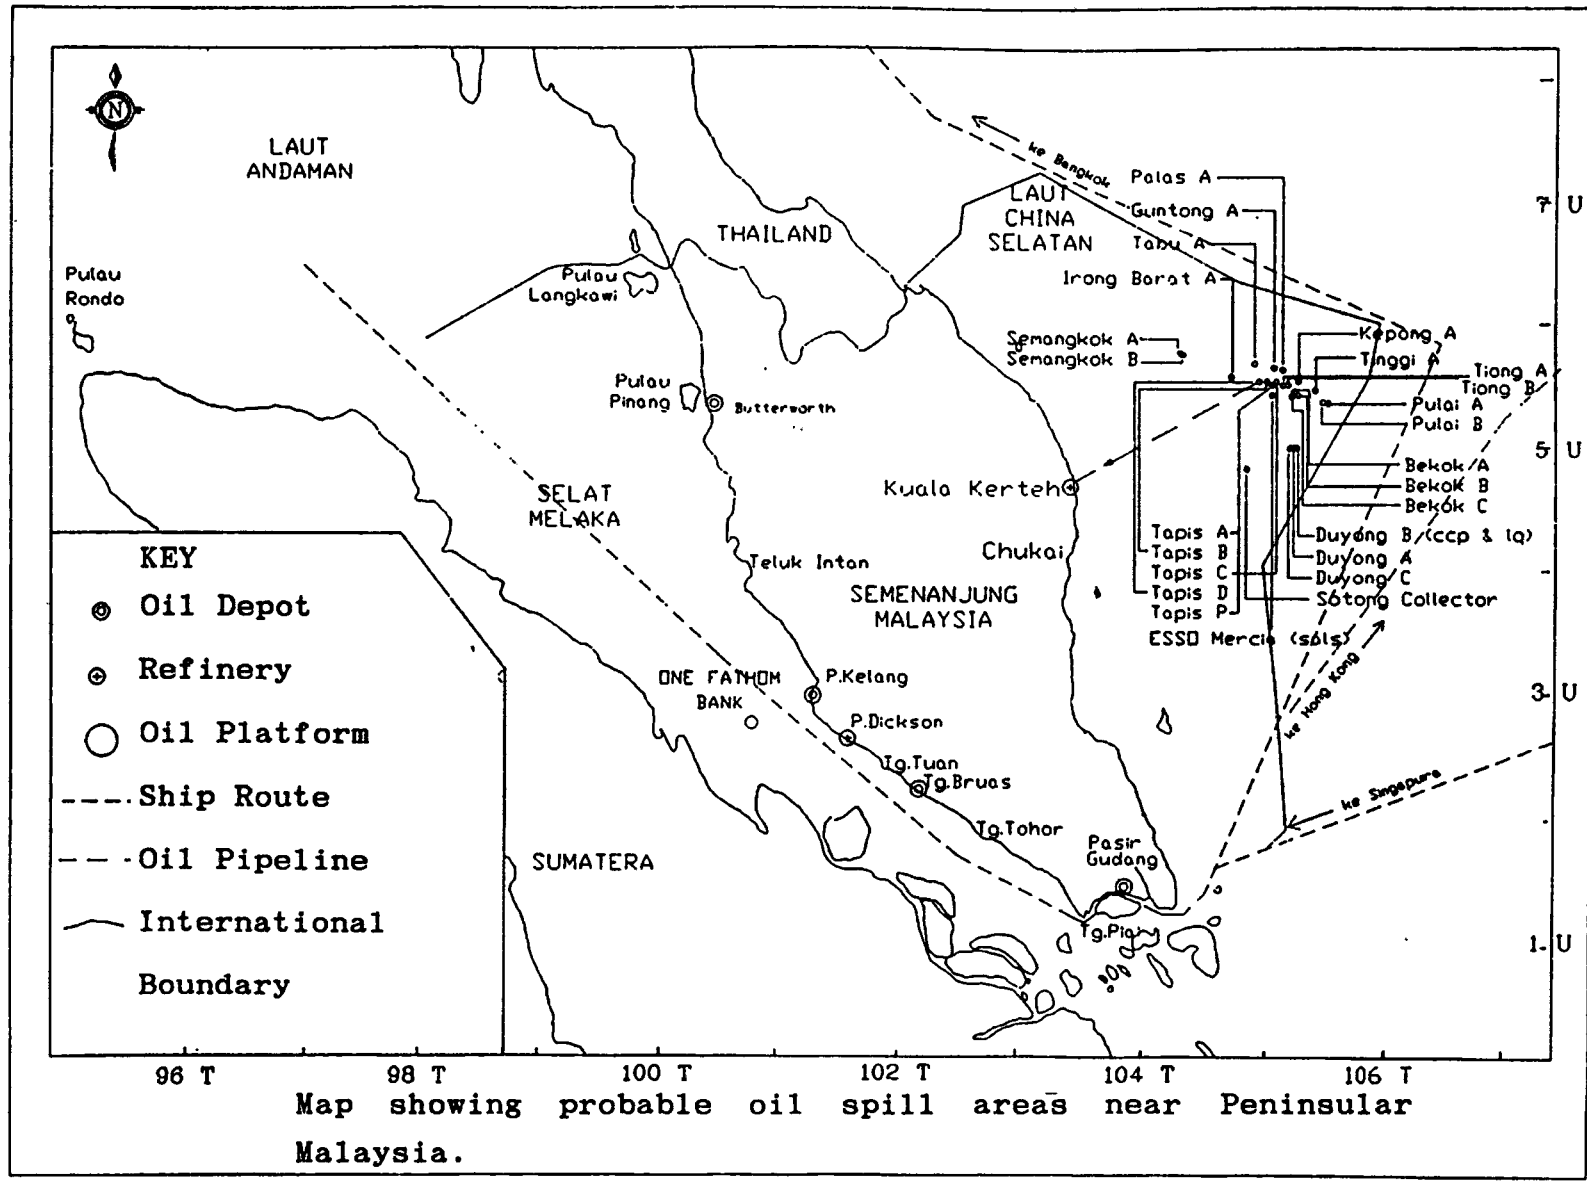 N
LAUT
ANDAMAN
ke Bangkok
Palas A
LAUT
CHINA
SELATAN
Guntong A
7 U
THAILAND
Tabu A
Irong Barat A
Pulau
Rondo
Pulau
Langkawi
Semangkok A
Semangkok B
Kepong A
Tinggi A
Tiong A
Tiong B
Pulau
Pinang
Butterworth
Pulai A
Pulai B
5 U
Kuala Kerteh
Bekok A
Bekok B
Bekok C
SELAT
MELAKA
Chukai
Tapis A
Tapis B
Tapis C
Tapis D
Tapis P
Duyong B (ccp & lq)
Duyong A
Duyong C
Sotong Collector
Teluk Intan
SEMENANJUNG
MALAYSIA
ESSO Mercia (sals)
KEY
Oil Depot
Refinery
Oil Platform
Ship Route
Oil Pipeline
International
Boundary
ONE FATHOM
BANK
P.Kelang
3 U
P.Dickson
ke Hong Kong
Tg.Tuan
Tg.Bruas
ke Singapura
Tg.Tohor
Pasir
Gudang
SUMATERA
Tg.Piai
1 U
96 T
98 T
100 T
102 T
104 T
106 T
Map showing probable oil spill areas near Peninsular
Malaysia.